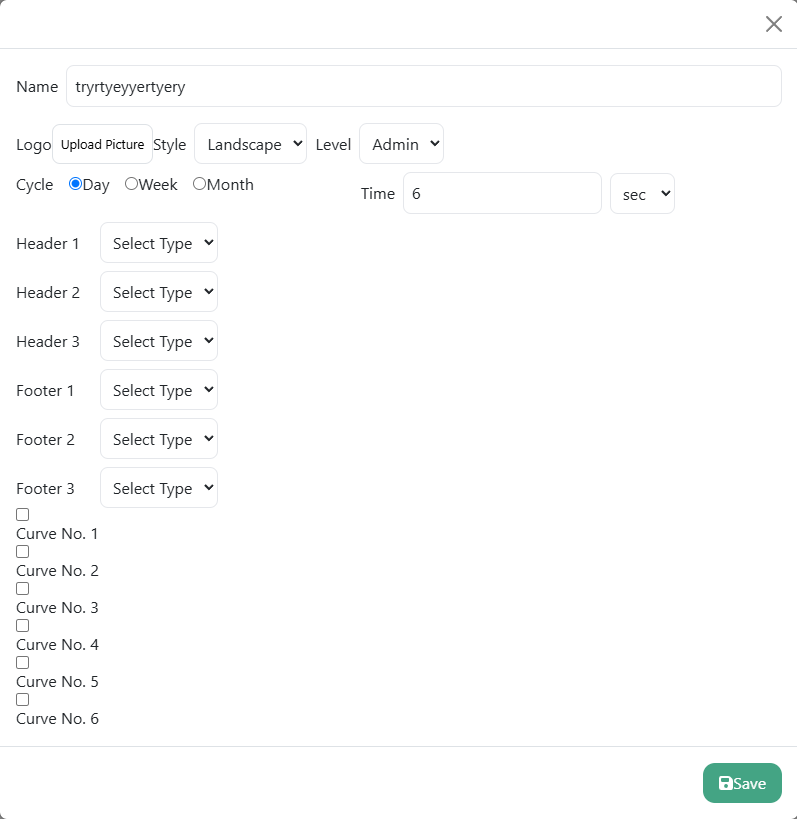 Name tryrtyeyyertyery
Logo Upload Picture Style Landscape Level Admin
Cycle Day Week Month Time 6 sec
Header 1 Select Type
Header 2 Select Type
Header 3 Select Type
Footer 1 Select Type
Footer 2 Select Type
Footer 3 Select Type
Curve No. 1
Curve No. 2
Curve No. 3
Curve No. 4
Curve No. 5
Curve No. 6
Save